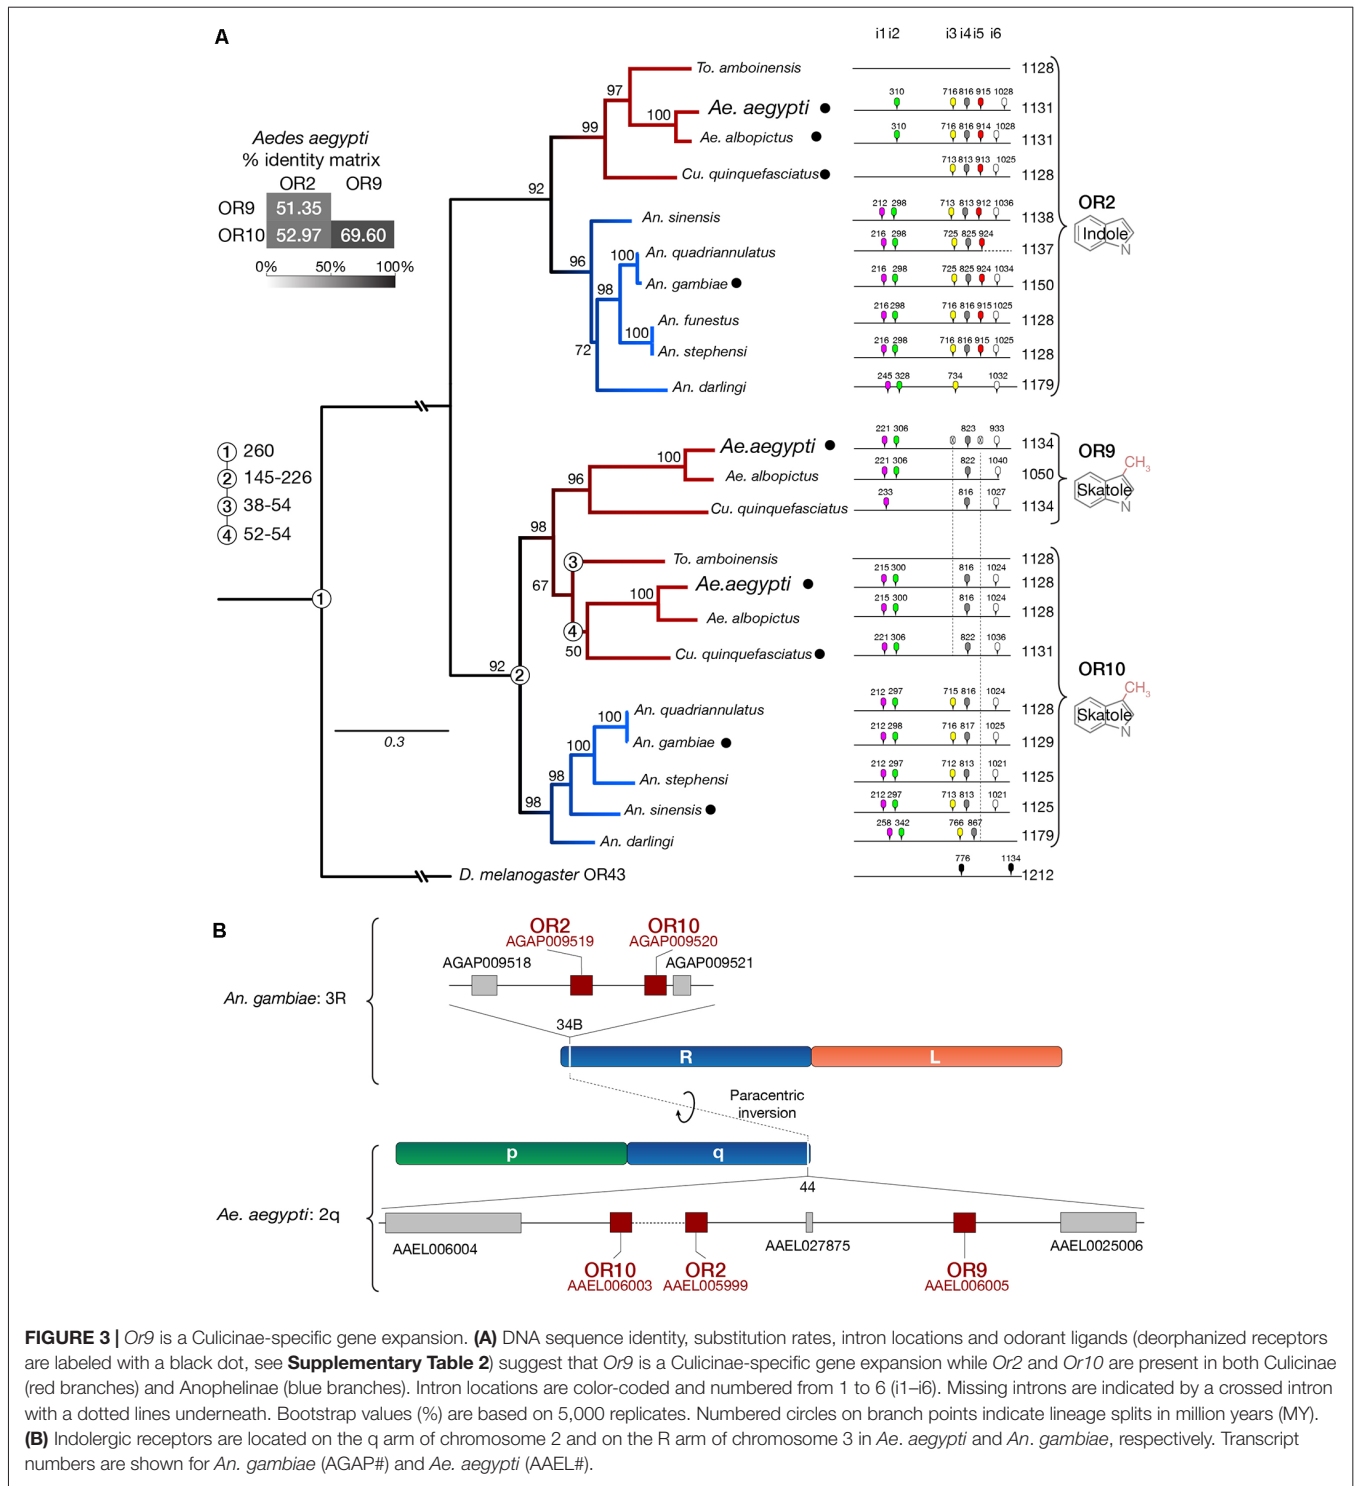 A
i1 i2 i3 i4 i5 i6
To. amboinensis 1128
97
310 716 816 915 1028
Ae. aegypti 1131
100
99
310 716 816 914 1028
Ae. albopictus 1131
713 813 913 1025
Cu. quinquefasciatus 1128
Aedes aegypti
% identity matrix
OR2 OR9
OR9 51.35
OR10 52.97 69.60
0% 50% 100%
92
212 298 713 813 912 1036
An. sinensis 1138
OR2
Indole
N
216 298 725 825 924
An. quadriannulatus 1137
100
96
216 298 725 825 924 1034
An. gambiae 1150
98
216 298 716 816 915 1025
An. funestus 1128
100
216 298 716 816 915 1025
An. stephensi 1128
72
245 328 734 1032
An. darlingi 1179
221 306 823 933
Ae.aegypti 1134
100
OR9
CH3
Skatole
N
221 306 822 1040
Ae. albopictus 1050
96
233 816 1027
Cu. quinquefasciatus 1134
1 260
2 145-226
3 38-54
4 52-54
98
To. amboinensis 1128
3
67
215 300 816 1024
Ae.aegypti 1128
100
215 300 816 1024
Ae. albopictus 1128
1
4
50
221 306 822 1036
Cu. quinquefasciatus 1131
92
2
OR10
CH3
Skatole
N
212 297 715 816 1024
An. quadriannulatus 1128
100
212 298 716 817 1025
An. gambiae 1129
100
0.3
212 297 712 813 1021
An. stephensi 1125
98
212 297 713 813 1021
An. sinensis 1125
98
258 342 766 867
An. darlingi 1179
776 1134
D. melanogaster OR43 1212
B
OR2 OR10
AGAP009519 AGAP009520
AGAP009518 AGAP009521
An. gambiae: 3R
34B
R L
Paracentric
inversion
p q
44
Ae. aegypti: 2q
AAEL006004 AAEL027875 AAEL0025006
OR10 OR2 OR9
AAEL006003 AAEL005999 AAEL006005
FIGURE 3 | Or9 is a Culicinae-specific gene expansion. (A) DNA sequence identity, substitution rates, intron locations and odorant ligands (deorphanized receptors
are labeled with a black dot, see Supplementary Table 2) suggest that Or9 is a Culicinae-specific gene expansion while Or2 and Or10 are present in both Culicinae
(red branches) and Anophelinae (blue branches). Intron locations are color-coded and numbered from 1 to 6 (i1–i6). Missing introns are indicated by a crossed intron
with a dotted lines underneath. Bootstrap values (%) are based on 5,000 replicates. Numbered circles on branch points indicate lineage splits in million years (MY).
(B) Indolergic receptors are located on the q arm of chromosome 2 and on the R arm of chromosome 3 in Ae. aegypti and An. gambiae, respectively. Transcript
numbers are shown for An. gambiae (AGAP#) and Ae. aegypti (AAEL#).